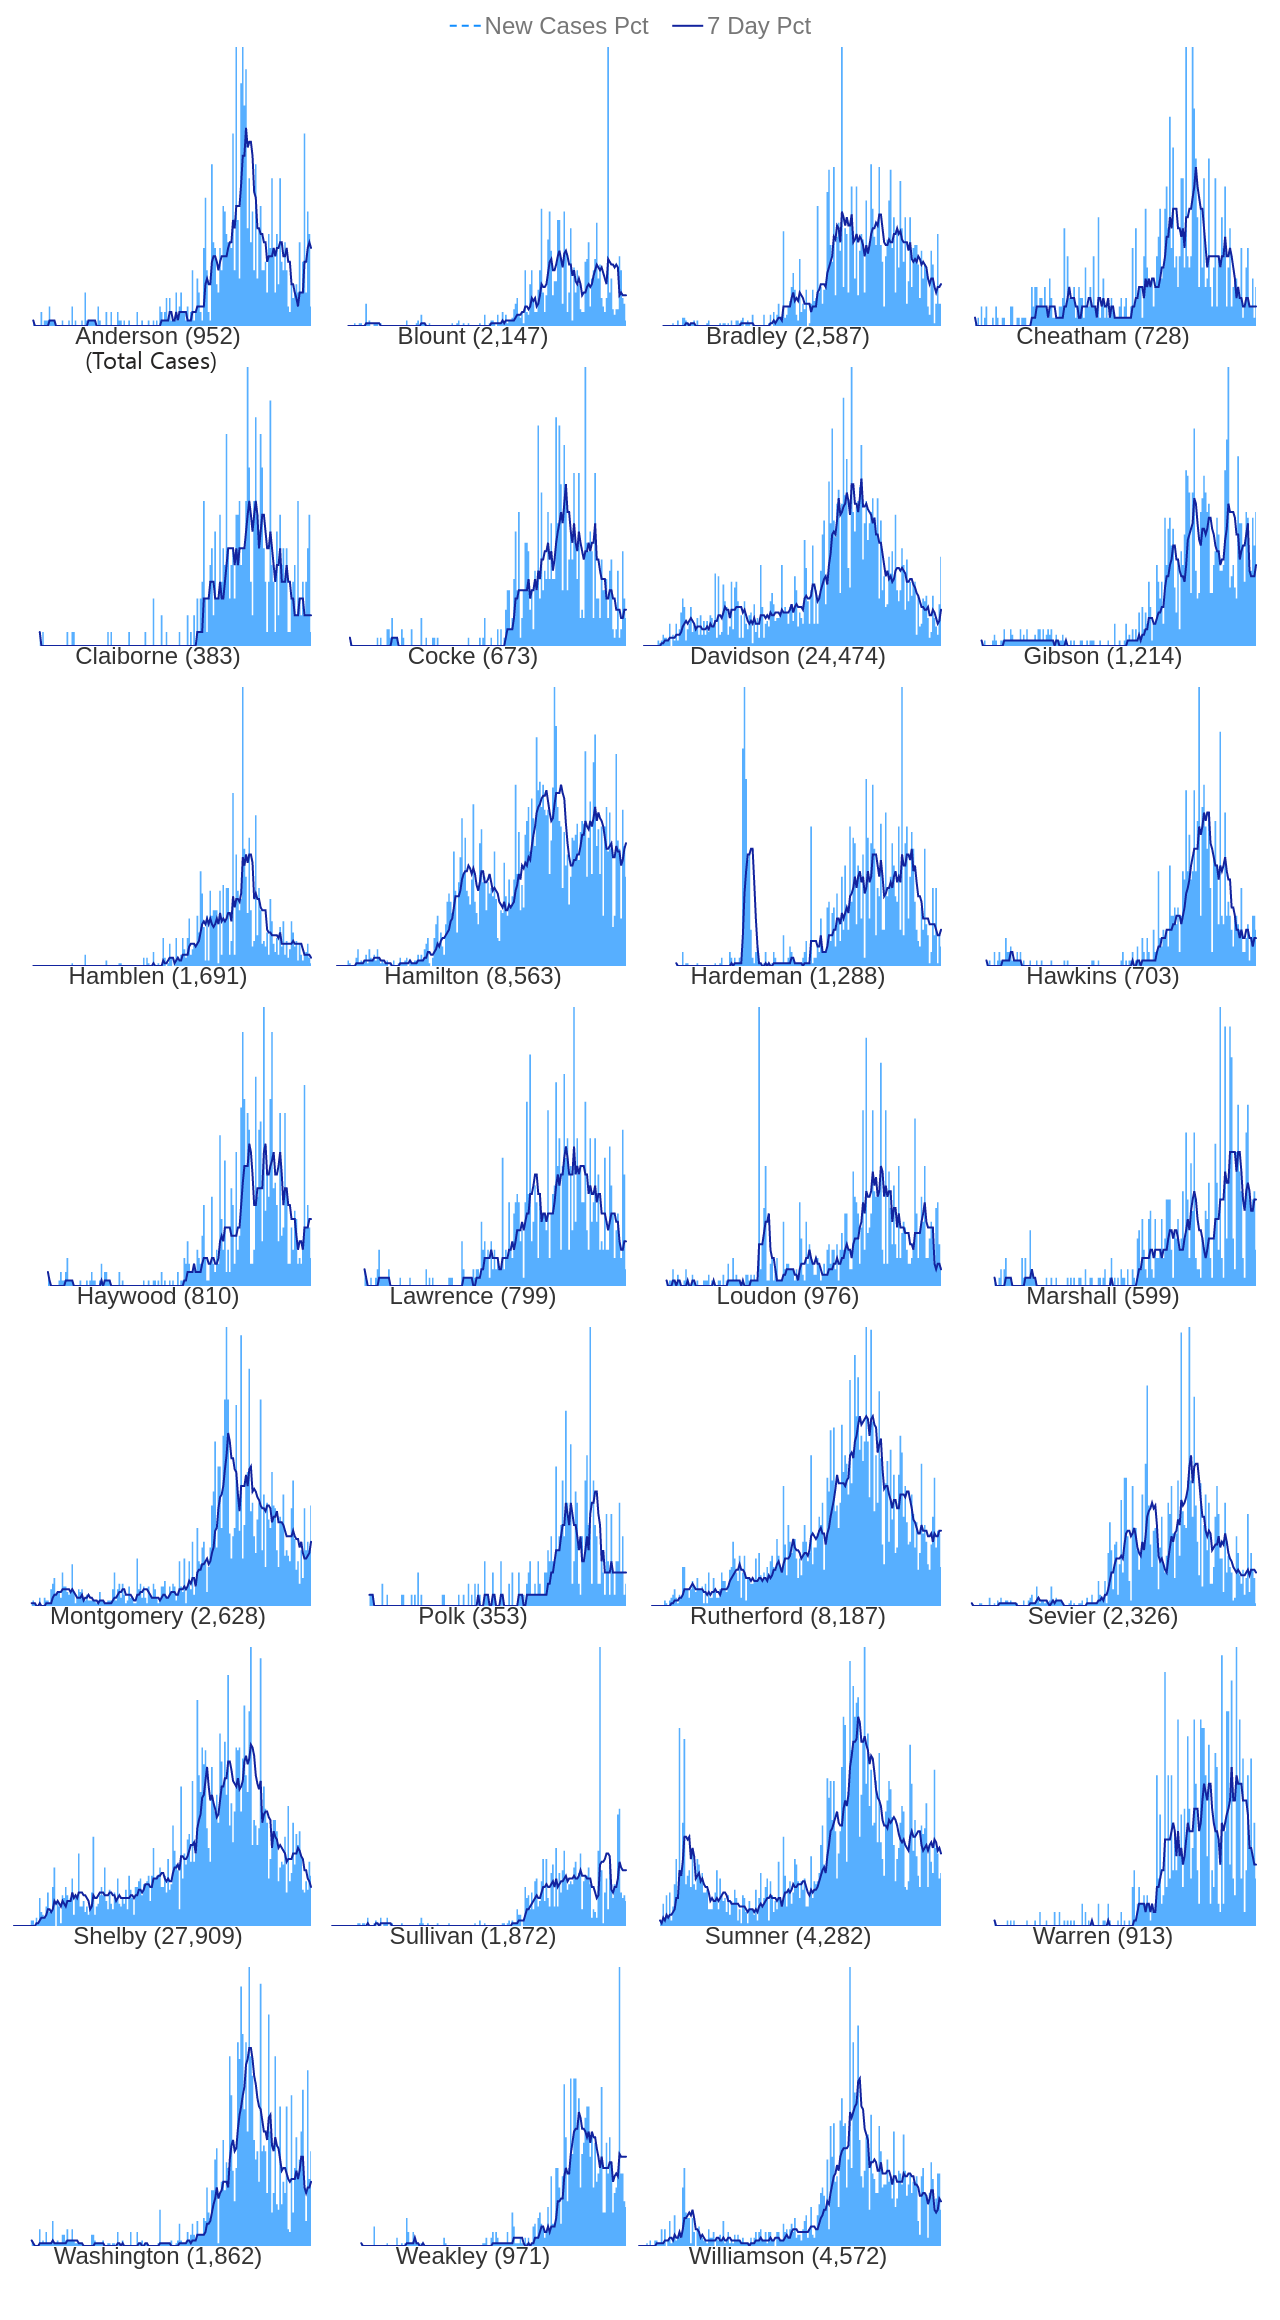 New Cases Pct 7 Day Pct
Anderson (952) Blount (2,147) Bradley (2,587) Cheatham (728)
(Total Cases)
Claiborne (383) Cocke (673) Davidson (24,474) Gibson (1,214)
Hamblen (1,691) Hamilton (8,563) Hardeman (1,288) Hawkins (703)
Haywood (810) Lawrence (799) Loudon (976) Marshall (599)
Montgomery (2,628) Polk (353) Rutherford (8,187) Sevier (2,326)
Shelby (27,909) Sullivan (1,872) Sumner (4,282) Warren (913)
Washington (1,862) Weakley (971) Williamson (4,572)